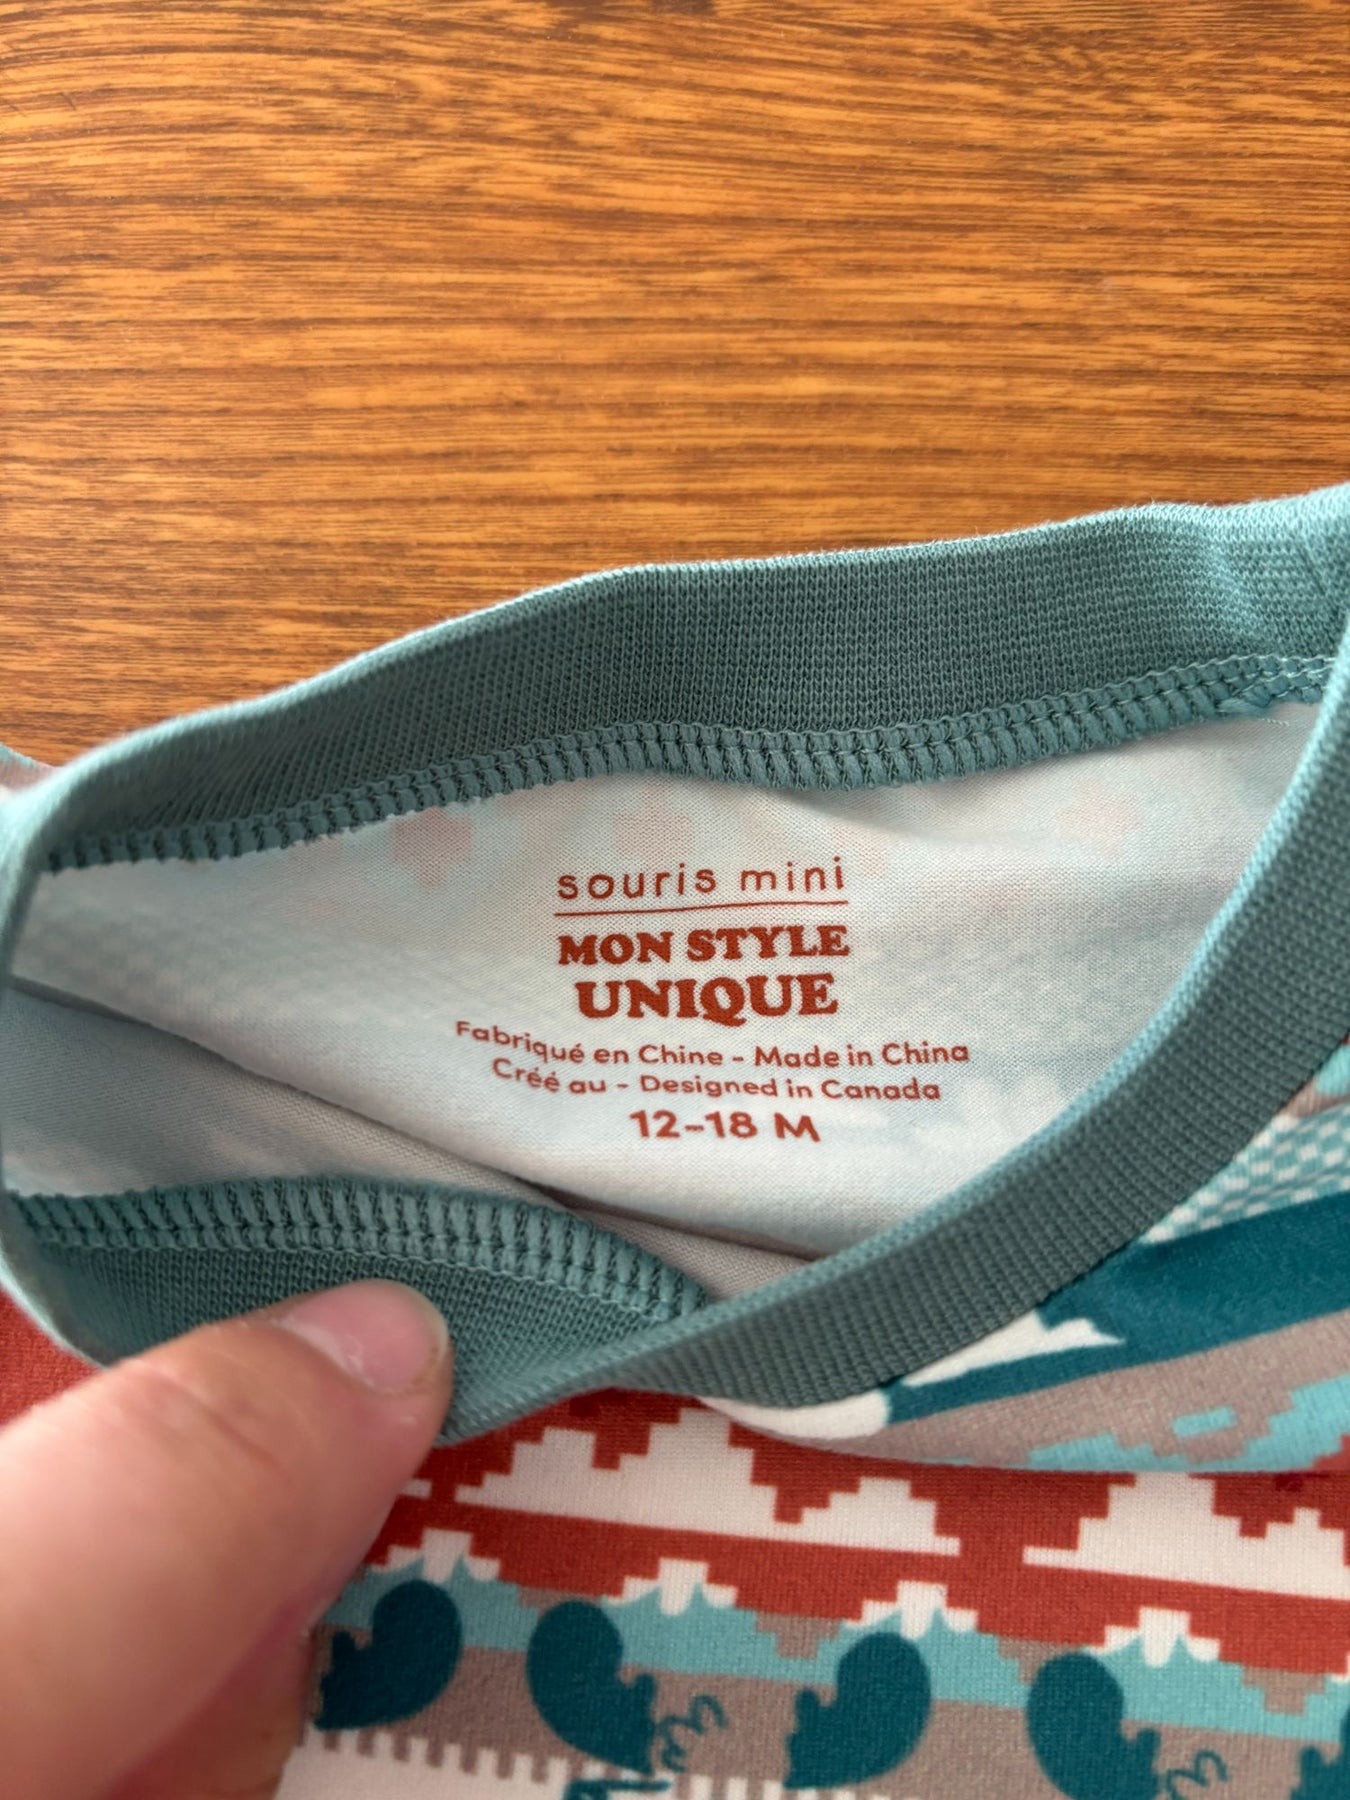 souris mini
MON STYLE
UNIQUE
Fabriqué en Chine - Made in China
Créé au - Designed in Canada
12-18 M